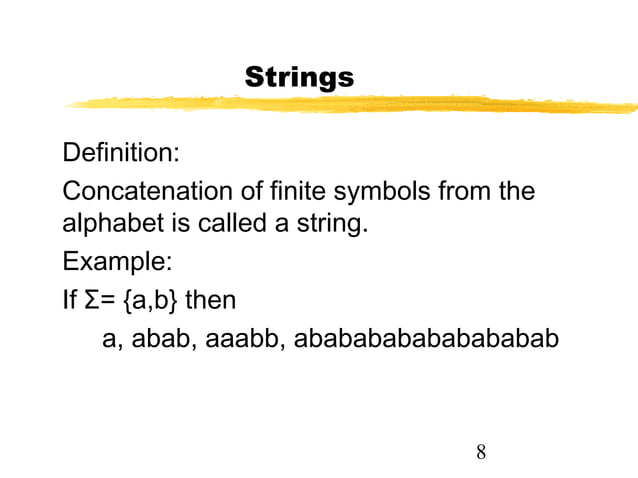 Strings
Definition:
Concatenation of finite symbols from the
alphabet is called a string.
Example:
If Σ= {a,b} then
a, abab, aaabb, ababababababababab
8